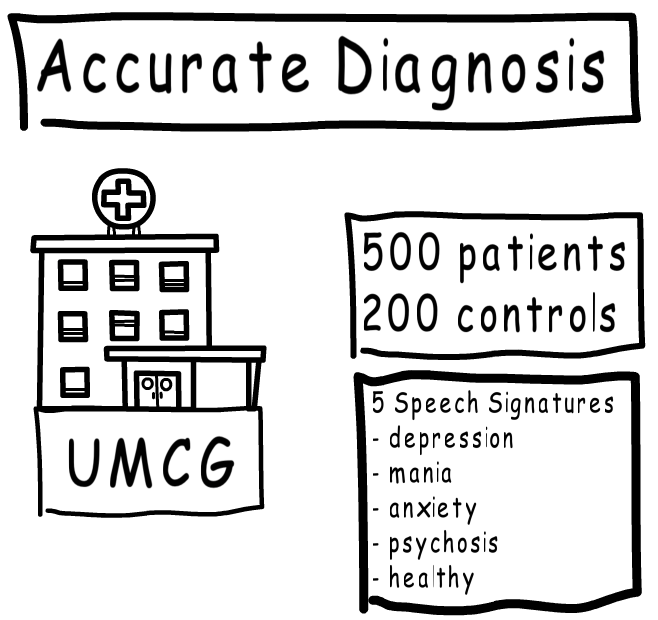 Accurate Diagnosis
500 patients
200 controls
UMCG
5 Speech Signatures
- depression
- mania
- anxiety
- psychosis
- healthy